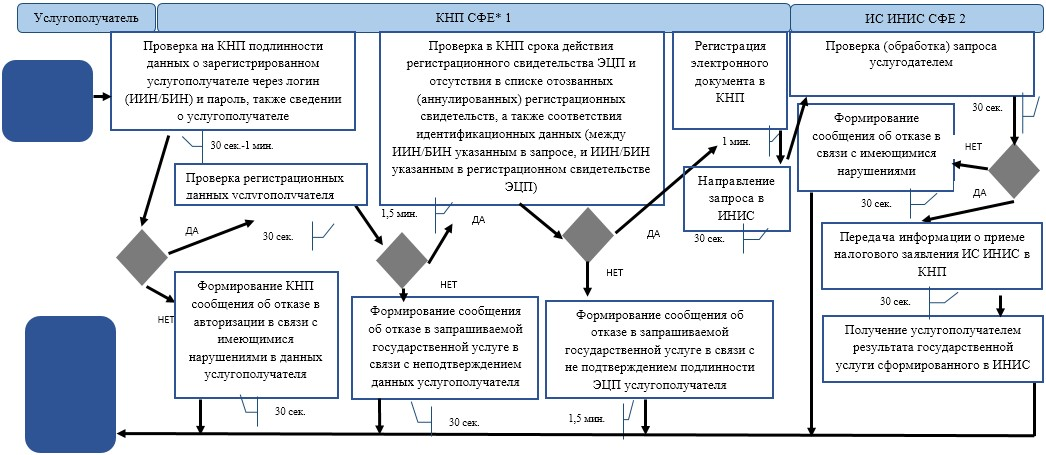 Услугополучатель
КНП СФЕ* 1
ИС ИНИС СФЕ 2
Проверка на КНП подлинности
данных о зарегистрированном
услугополучателе через логин
(ИИН/БИН) и пароль, также сведении
о услугополучателе
30 сек.-1 мин.
Проверка регистрационных
данных услугополучателя
ДА
30 сек.
НЕТ
Формирование КНП
сообщения об отказе в
авторизации в связи с
имеющимися
нарушениями в данных
услугополучателя
30 сек.
Проверка в КНП срока действия
регистрационного свидетельства ЭЦП и
отсутствия в списке отозванных
(аннулированных) регистрационных
свидетельств, а также соответствия
идентификационных данных (между
ИИН/БИН указанным в запросе, и ИИН/БИН
указанным в регистрационном свидетельстве
ЭЦП)
1,5 мин.
ДА
НЕТ
Формирование сообщения
об отказе в запрашиваемой
государственной услуге в
связи с неподтверждением
данных услугополучателя
30 сек.
НЕТ
Формирование сообщения об
отказе в запрашиваемой
государственной услуге в связи с
не подтверждением подлинности
ЭЦП услугополучателя
1,5 мин.
ДА
Регистрация
электронного
документа в
КНП
1 мин.
Направление
запроса в
ИНИС
30 сек.
Проверка (обработка) запроса
услугодателем
30 сек.
Формирование
сообщения об отказе в
связи с имеющимися
нарушениями
НЕТ
30 сек.
ДА
Передача информации о приеме
налогового заявления ИС ИНИС в
КНП
30 сек.
Получение услугополучателем
результата государственной
услуги сформированного в ИНИС